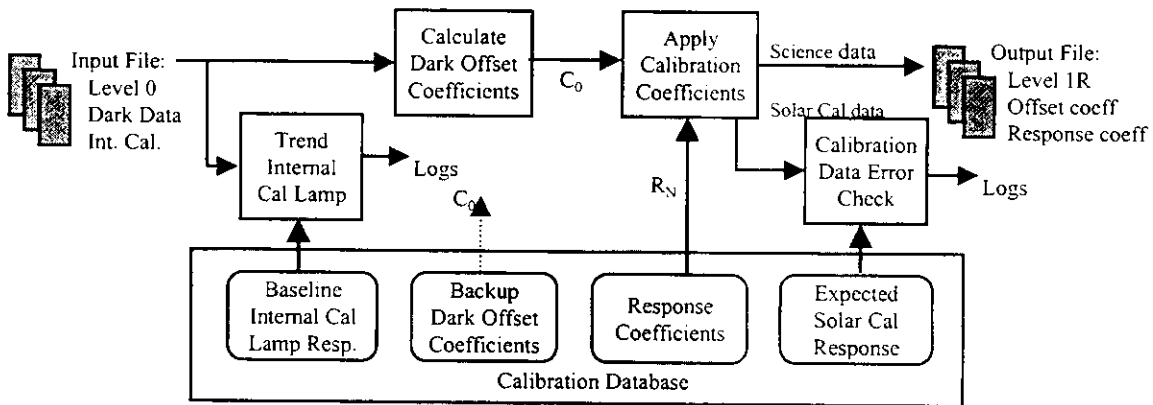 Input File:
Level 0
Dark Data
Int. Cal.
Calculate
Dark Offset
Coefficients
C0
Apply
Calibration
Coefficients
Science data
Output File:
Level 1R
Offset coeff
Response coeff
Solar Cal data
Trend
Internal
Cal Lamp
Logs
C0
RN
Calibration
Data Error
Check
Logs
Baseline
Internal Cal
Lamp Resp.
Backup
Dark Offset
Coefficients
Response
Coefficients
Expected
Solar Cal
Response
Calibration Database